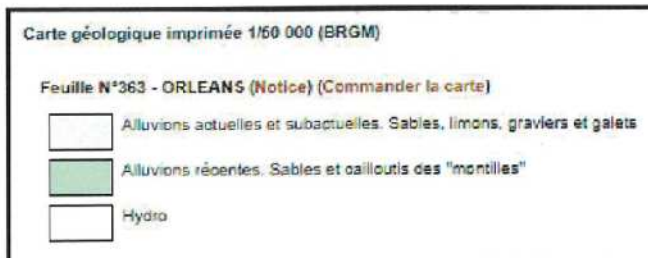 Carte géologique imprimée 1/50 000 (BRGM)
Feuille N°363 - ORLEANS (Notice) (Commander la carte)
Alluvions actuelles et subactuelles. Sables, limons, graviers et galets
Alluvions récentes. Sables et cailloutis des "montilles"
Hydro